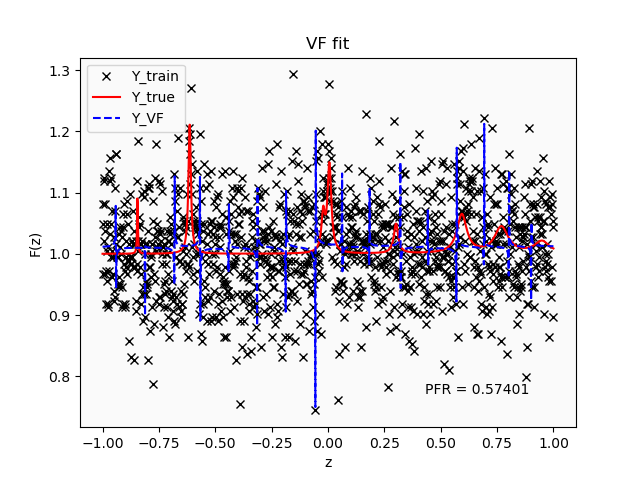 VF fit
1.3
1.2
1.1
1.0
0.9
0.8
F(z)
Y_train
Y_true
Y_VF
PFR = 0.57401
−1.00 −0.75 −0.50 −0.25 0.00 0.25 0.50 0.75 1.00
z